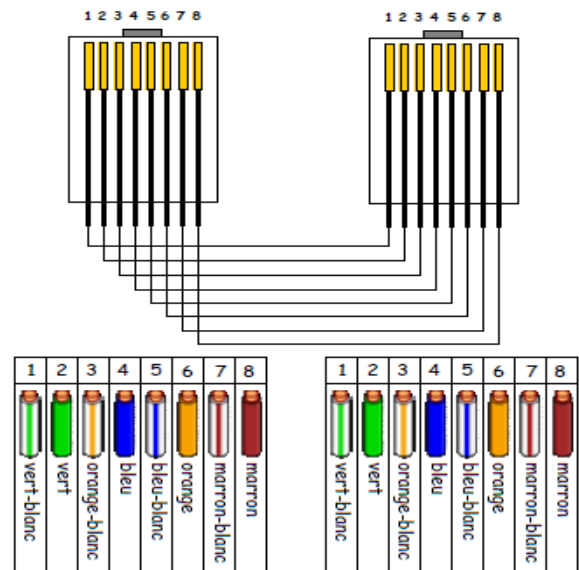 1 2 3 4 5 6 7 8
1 2 3 4 5 6 7 8
1 2 3 4 5 6 7 8
vert-blanc
vert
orange-blanc
bleu
bleu-blanc
orange
marron-blanc
marron
1 2 3 4 5 6 7 8
vert-blanc
vert
orange-blanc
bleu
bleu-blanc
orange
marron-blanc
marron